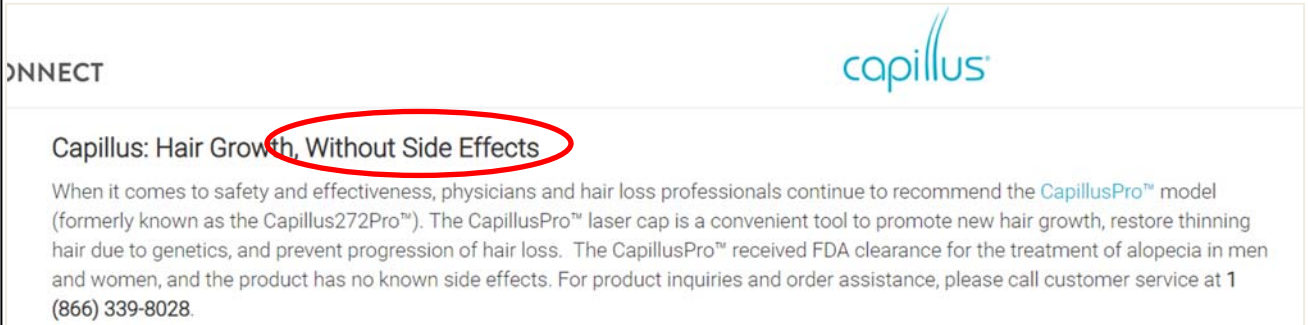 capillus®
ONNECT
Capillus: Hair Growth, Without Side Effects
When it comes to safety and effectiveness, physicians and hair loss professionals continue to recommend the CapillusPro™ model
(formerly known as the Capillus272Pro™). The CapillusPro™ laser cap is a convenient tool to promote new hair growth, restore thinning
hair due to genetics, and prevent progression of hair loss.  The CapillusPro™ received FDA clearance for the treatment of alopecia in men
and women, and the product has no known side effects. For product inquiries and order assistance, please call customer service at 1
(866) 339-8028.